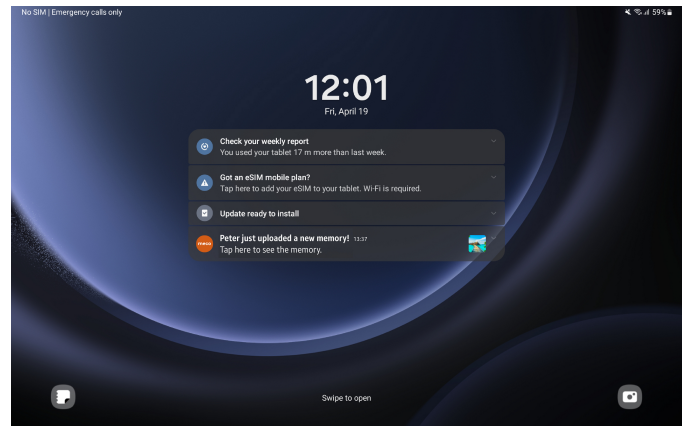 No SIM | Emergency calls only
59%
12:01
Fri, April 19
Check your weekly report
You used your tablet 17 m more than last week.
Got an eSIM mobile plan?
Tap here to add your eSIM to your tablet. Wi-Fi is required.
Update ready to install
meso
Peter just uploaded a new memory! 13:37
Tap here to see the memory.
Swipe to open